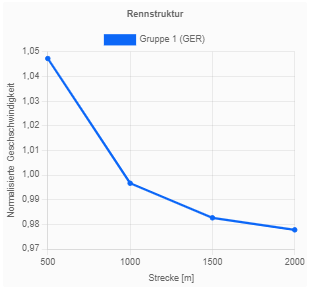 Rennstruktur
Gruppe 1 (GER)
Normalisierte Geschschwindigkeit
1,05
1,04
1,03
1,02
1,01
1,00
0,99
0,98
0,97
500 1000 1500 2000
Strecke [m]